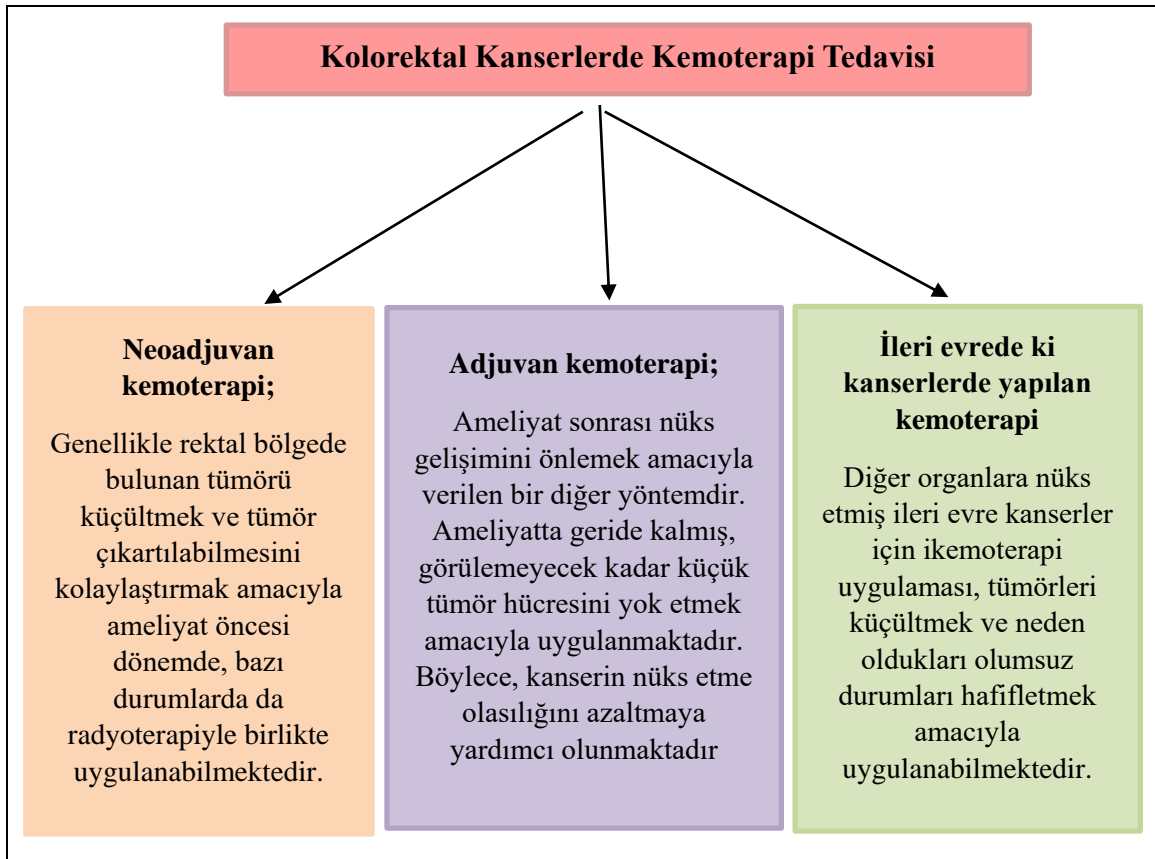 Kolorektal Kanserlerde Kemoterapi Tedavisi
Neoadjuvan
kemoterapi;
Genellikle rektal bölgede
bulunan tümörü
küçültmek ve tümör
çıkartılabilmesini
kolaylaştırmak amacıyla
ameliyat öncesi
dönemde, bazı
durumlarda da
radyoterapiyle birlikte
uygulanabilmektedir.
Adjuvan kemoterapi;
Ameliyat sonrası nüks
gelişimini önlemek amacıyla
verilen bir diğer yöntemdir.
Ameliyatta geride kalmış,
görülemeyecek kadar küçük
tümör hücresini yok etmek
amacıyla uygulanmaktadır.
Böylece, kanserin nüks etme
olasılığını azaltmaya
yardımcı olunmaktadır
İleri evrede ki
kanserlerde yapılan
kemoterapi
Diğer organlara nüks
etmiş ileri evre kanserler
için ikemoterapi
uygulaması, tümörleri
küçültmek ve neden
oldukları olumsuz
durumları hafifletmek
amacıyla
uygulanabilmektedir.